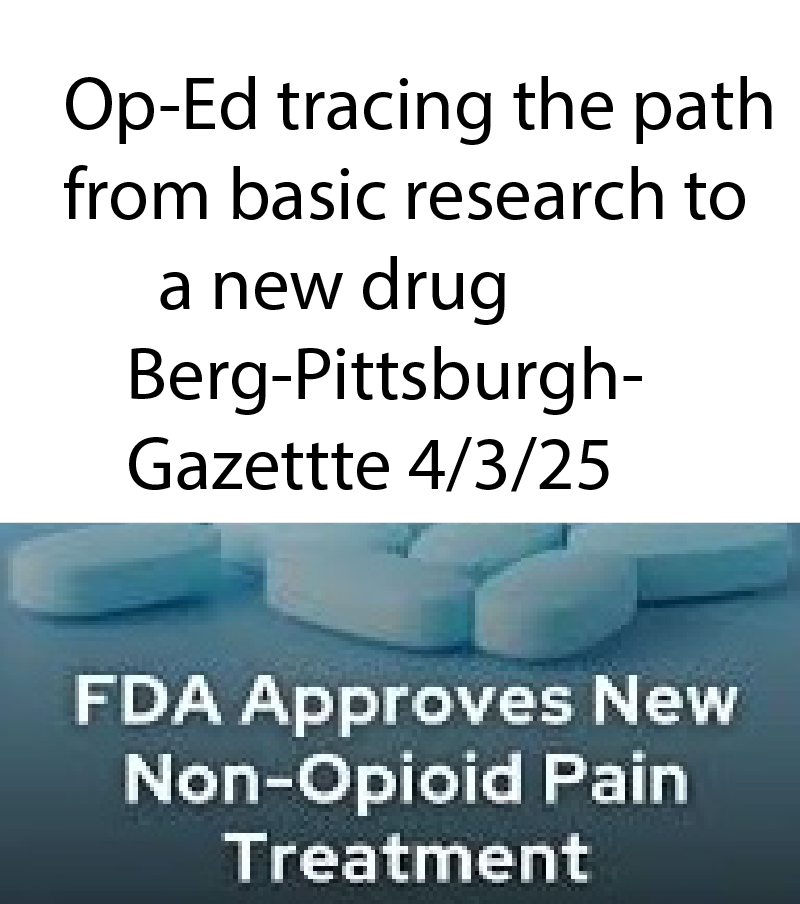 Op-Ed tracing the path
from basic research to
a new drug
Berg-Pittsburgh-
Gazettte 4/3/25
FDA Approves New
Non-Opioid Pain
Treatment